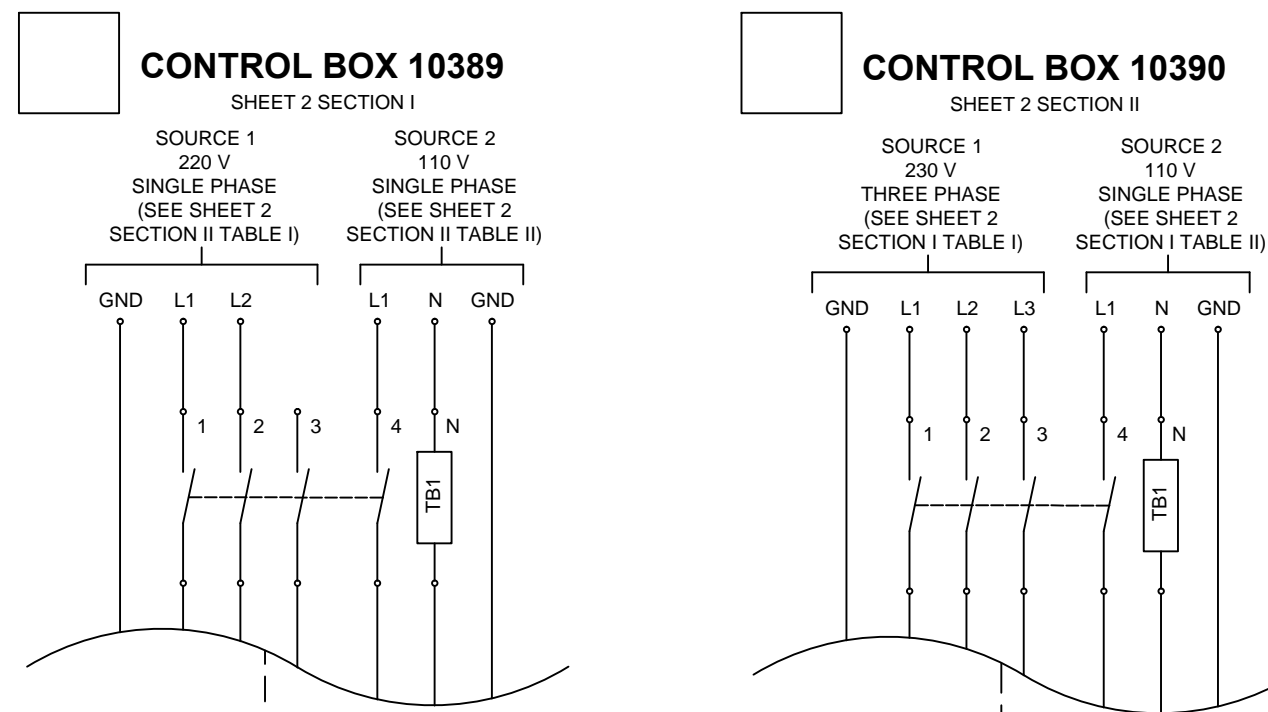 CONTROL BOX 10389
SHEET 2 SECTION I
SOURCE 1
220 V
SINGLE PHASE
(SEE SHEET 2
SECTION II TABLE I)
SOURCE 2
110 V
SINGLE PHASE
(SEE SHEET 2
SECTION II TABLE II)
GND L1 L2 L1 N GND
1 2 3 4 N
TB1
CONTROL BOX 10390
SHEET 2 SECTION II
SOURCE 1
230 V
THREE PHASE
(SEE SHEET 2
SECTION I TABLE I)
SOURCE 2
110 V
SINGLE PHASE
(SEE SHEET 2
SECTION I TABLE II)
GND L1 L2 L3 L1 N GND
1 2 3 4 N
TB1